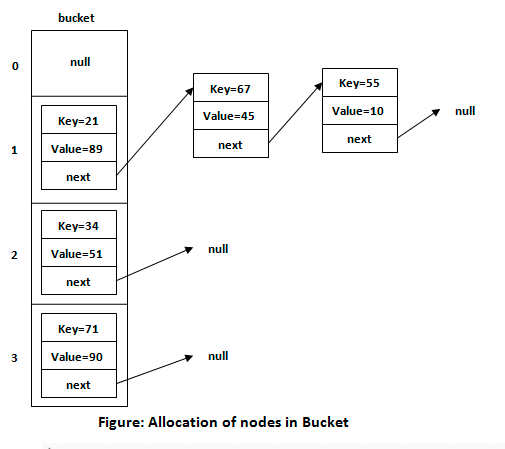 bucket
0
null
1
Key=21
Value=89
next
Key=67
Value=45
next
Key=55
Value=10
next
null
2
Key=34
Value=51
next
null
3
Key=71
Value=90
next
null
Figure: Allocation of nodes in Bucket